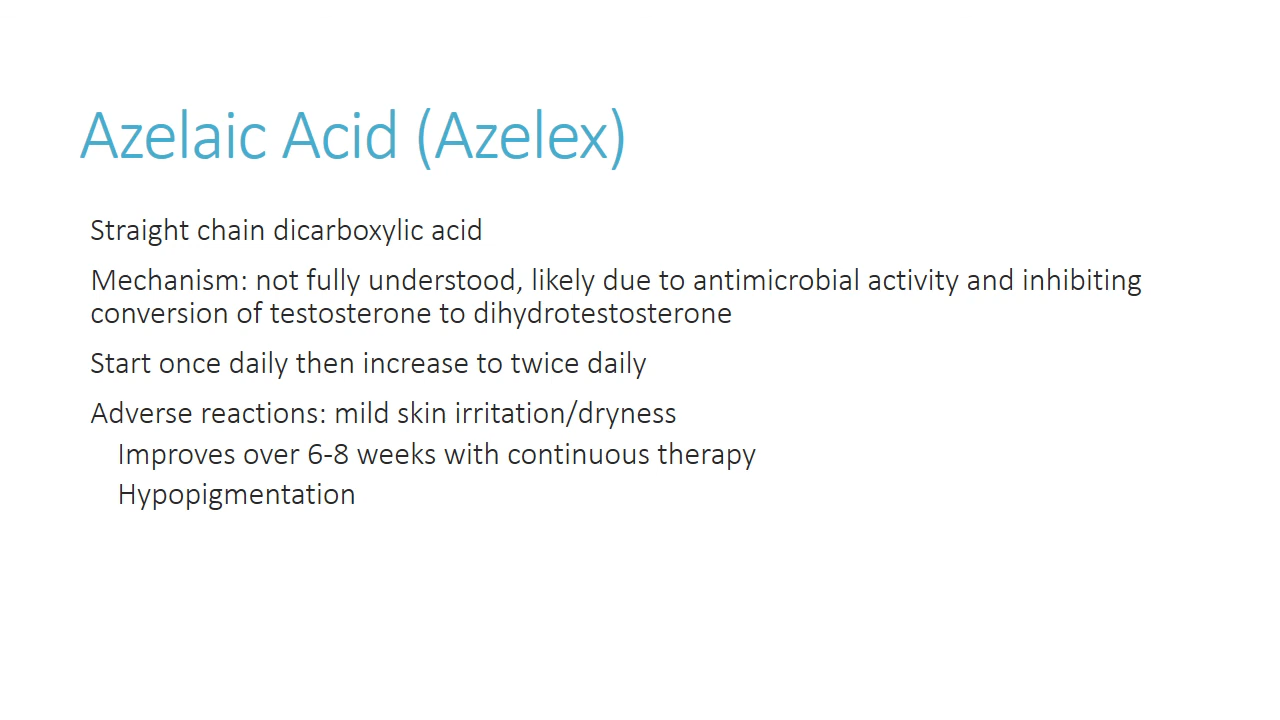 Azelaic Acid (Azelex)
Straight chain dicarboxylic acid
Mechanism: not fully understood, likely due to antimicrobial activity and inhibiting
conversion of testosterone to dihydrotestosterone
Start once daily then increase to twice daily
Adverse reactions: mild skin irritation/dryness
Improves over 6-8 weeks with continuous therapy
Hypopigmentation